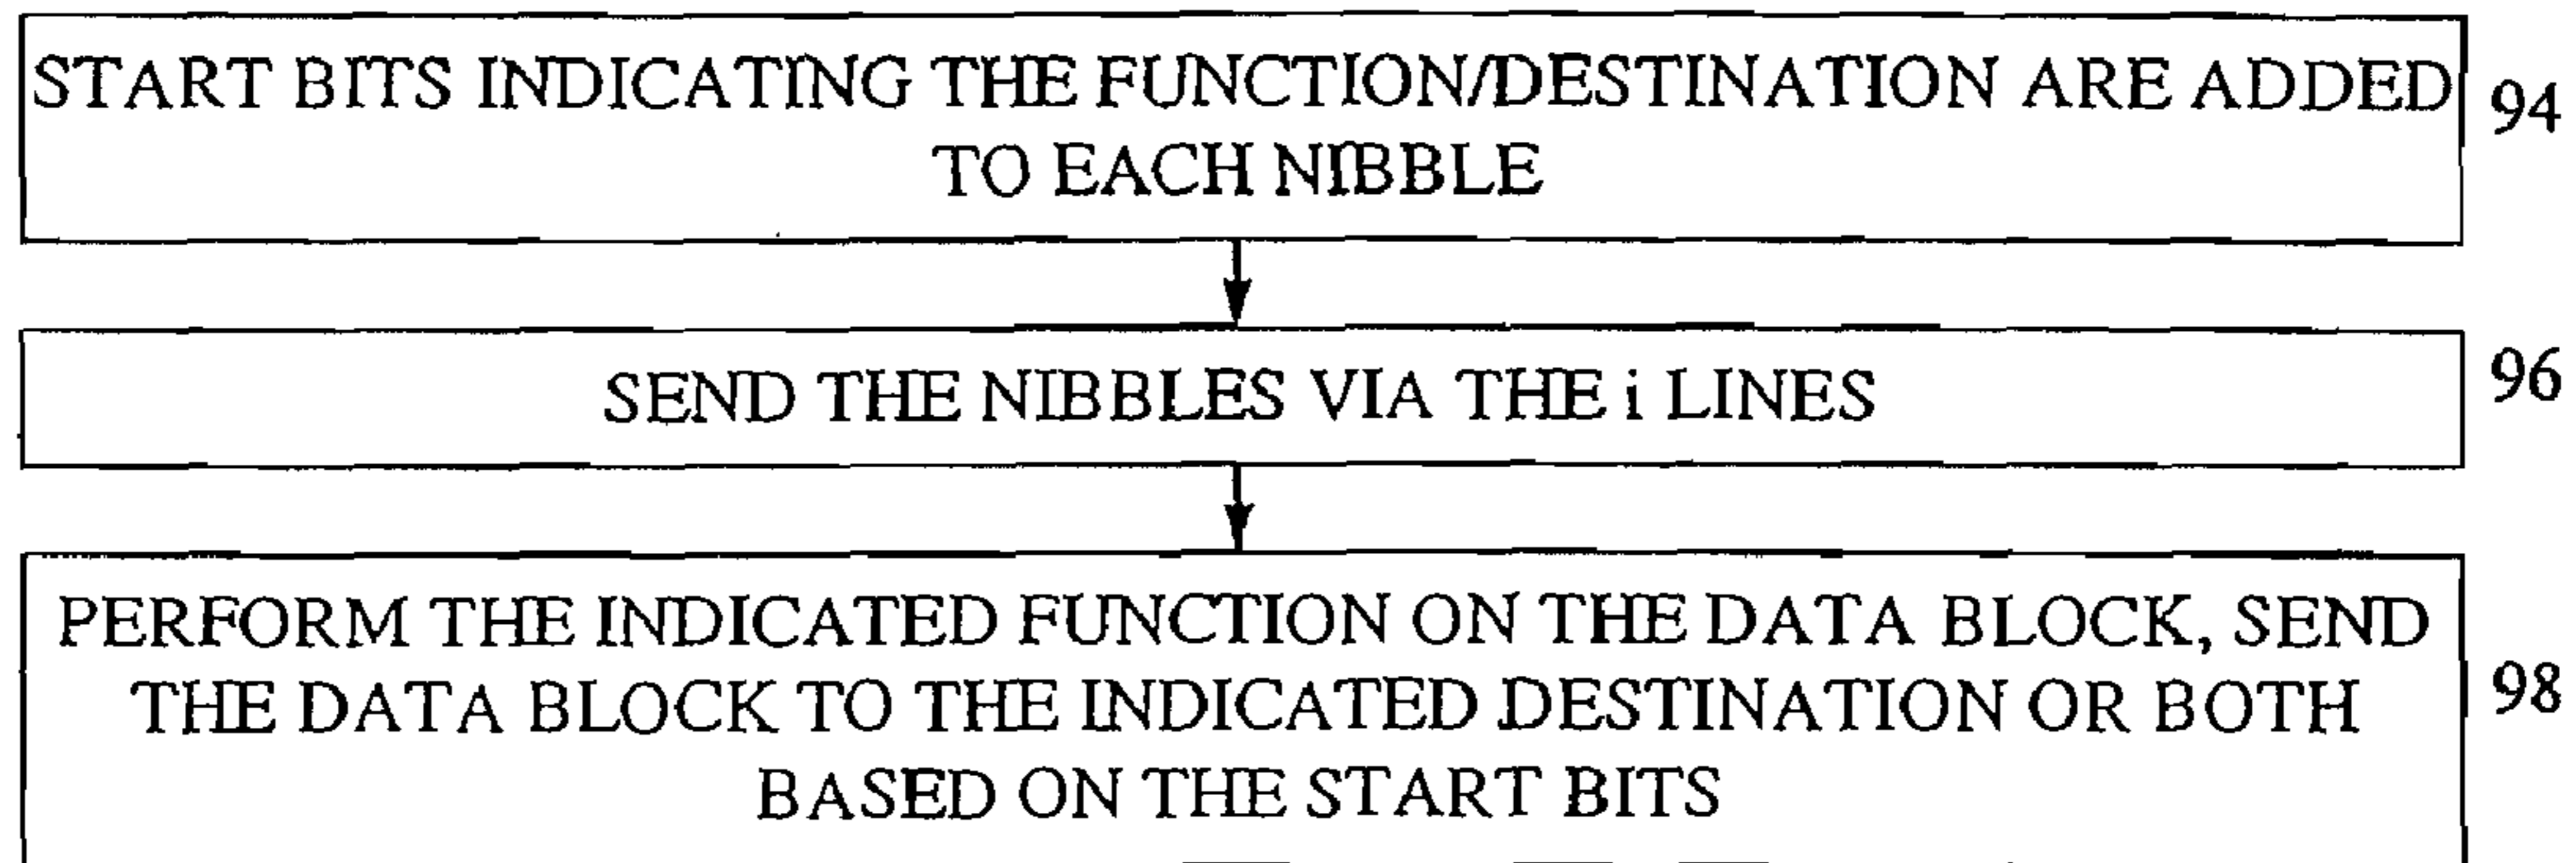 START BITS INDICATING THE FUNCTION/DESTINATION ARE ADDED
TO EACH NIBBLE
94
SEND THE NIBBLES VIA THE i LINES
96
PERFORM THE INDICATED FUNCTION ON THE DATA BLOCK, SEND
THE DATA BLOCK TO THE INDICATED DESTINATION OR BOTH
BASED ON THE START BITS
98